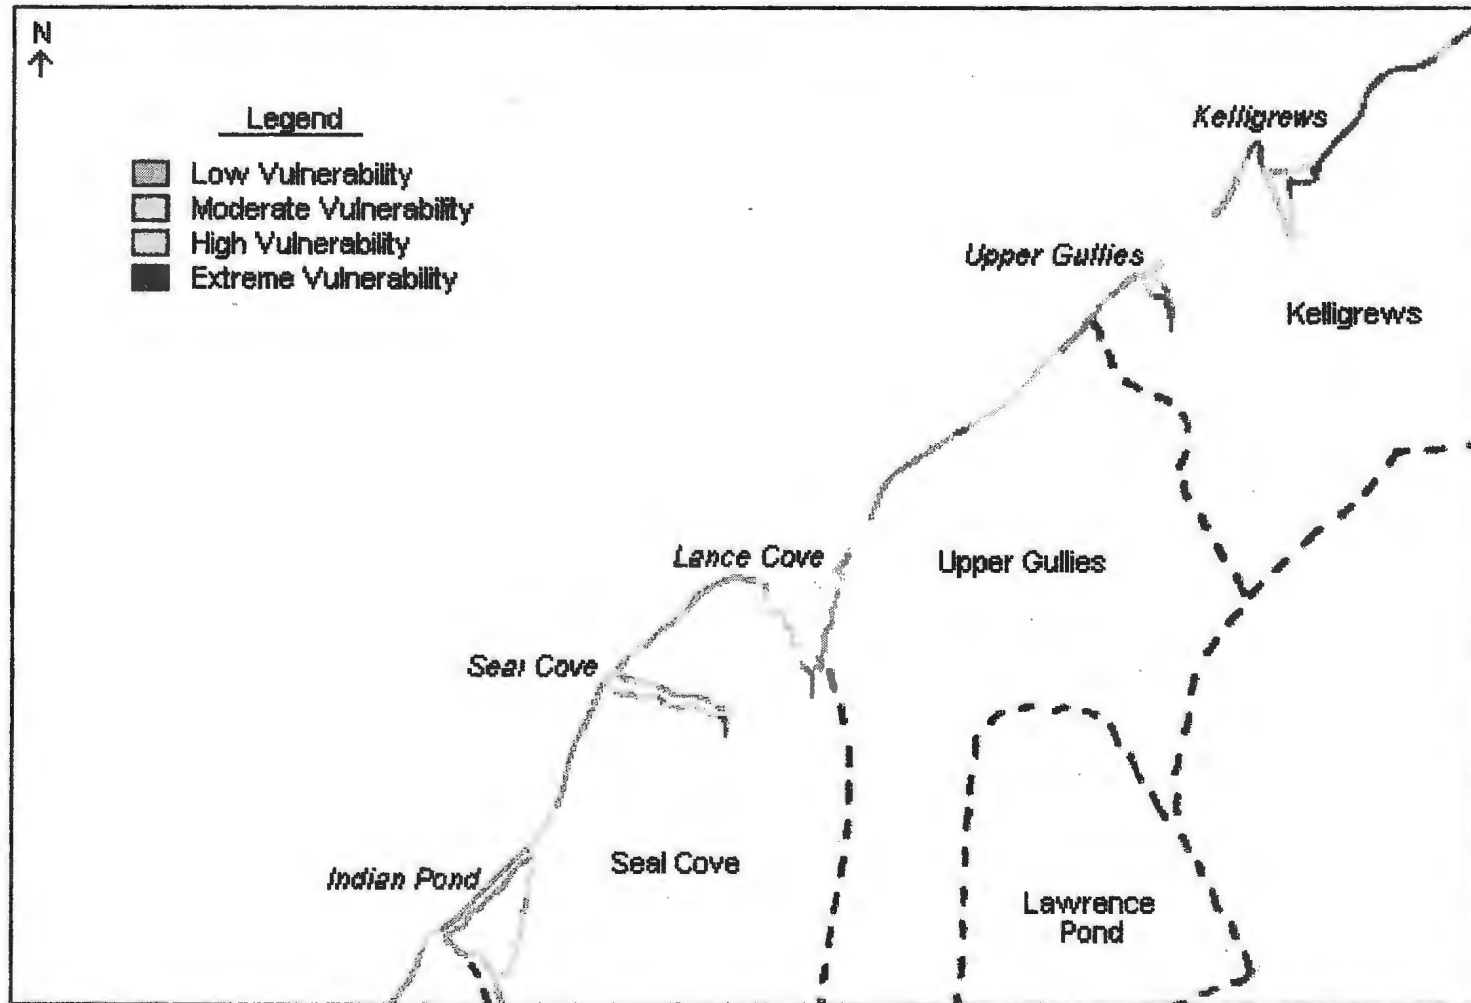 N
Legend
Low Vulnerability
Moderate Vulnerability
High Vulnerability
Extreme Vulnerability
Kelligrews
Upper Gullies
Kelligrews
Lance Cove
Upper Gullies
Seal Cove
Indian Pond
Seal Cove
Lawrence
Pond